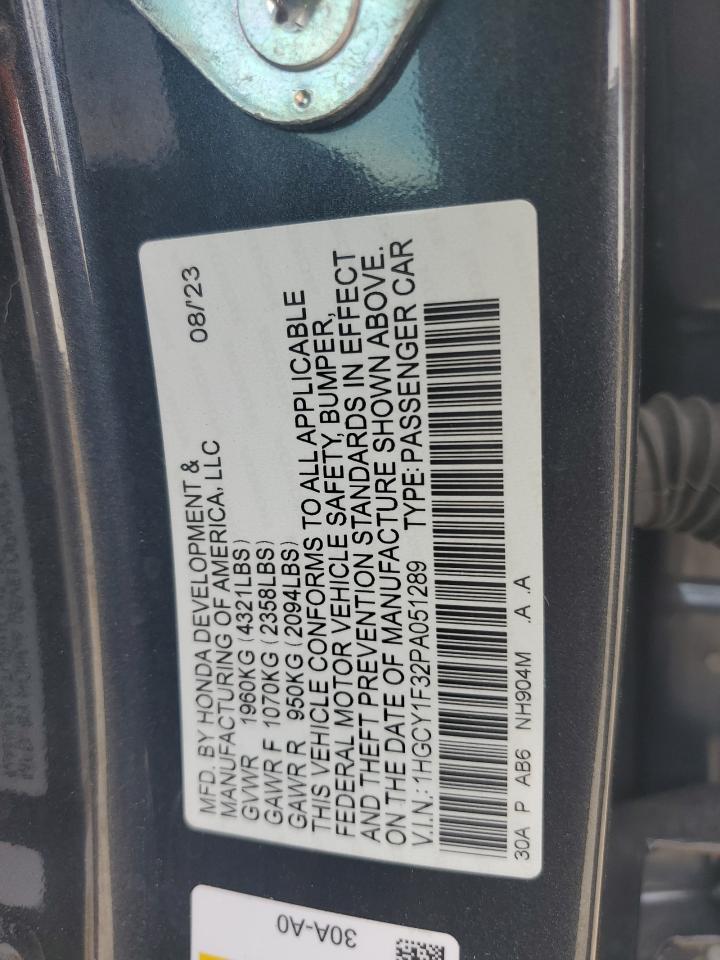 MFD. BY HONDA DEVELOPMENT &
MANUFACTURING OF AMERICA, LLC 08/'23
GVWR 1960KG (4321LBS)
GAWR F 1070KG (2358LBS)
GAWR R 950KG (2094LBS)
THIS VEHICLE CONFORMS TO ALL APPLICABLE
FEDERAL MOTOR VEHICLE SAFETY, BUMPER,
AND THEFT PREVENTION STANDARDS IN EFFECT
ON THE DATE OF MANUFACTURE SHOWN ABOVE.
V.I.N.: 1HGCY1F32PA051289 TYPE: PASSENGER CAR
30A P AB6 NH904M .A .A
30A-A0